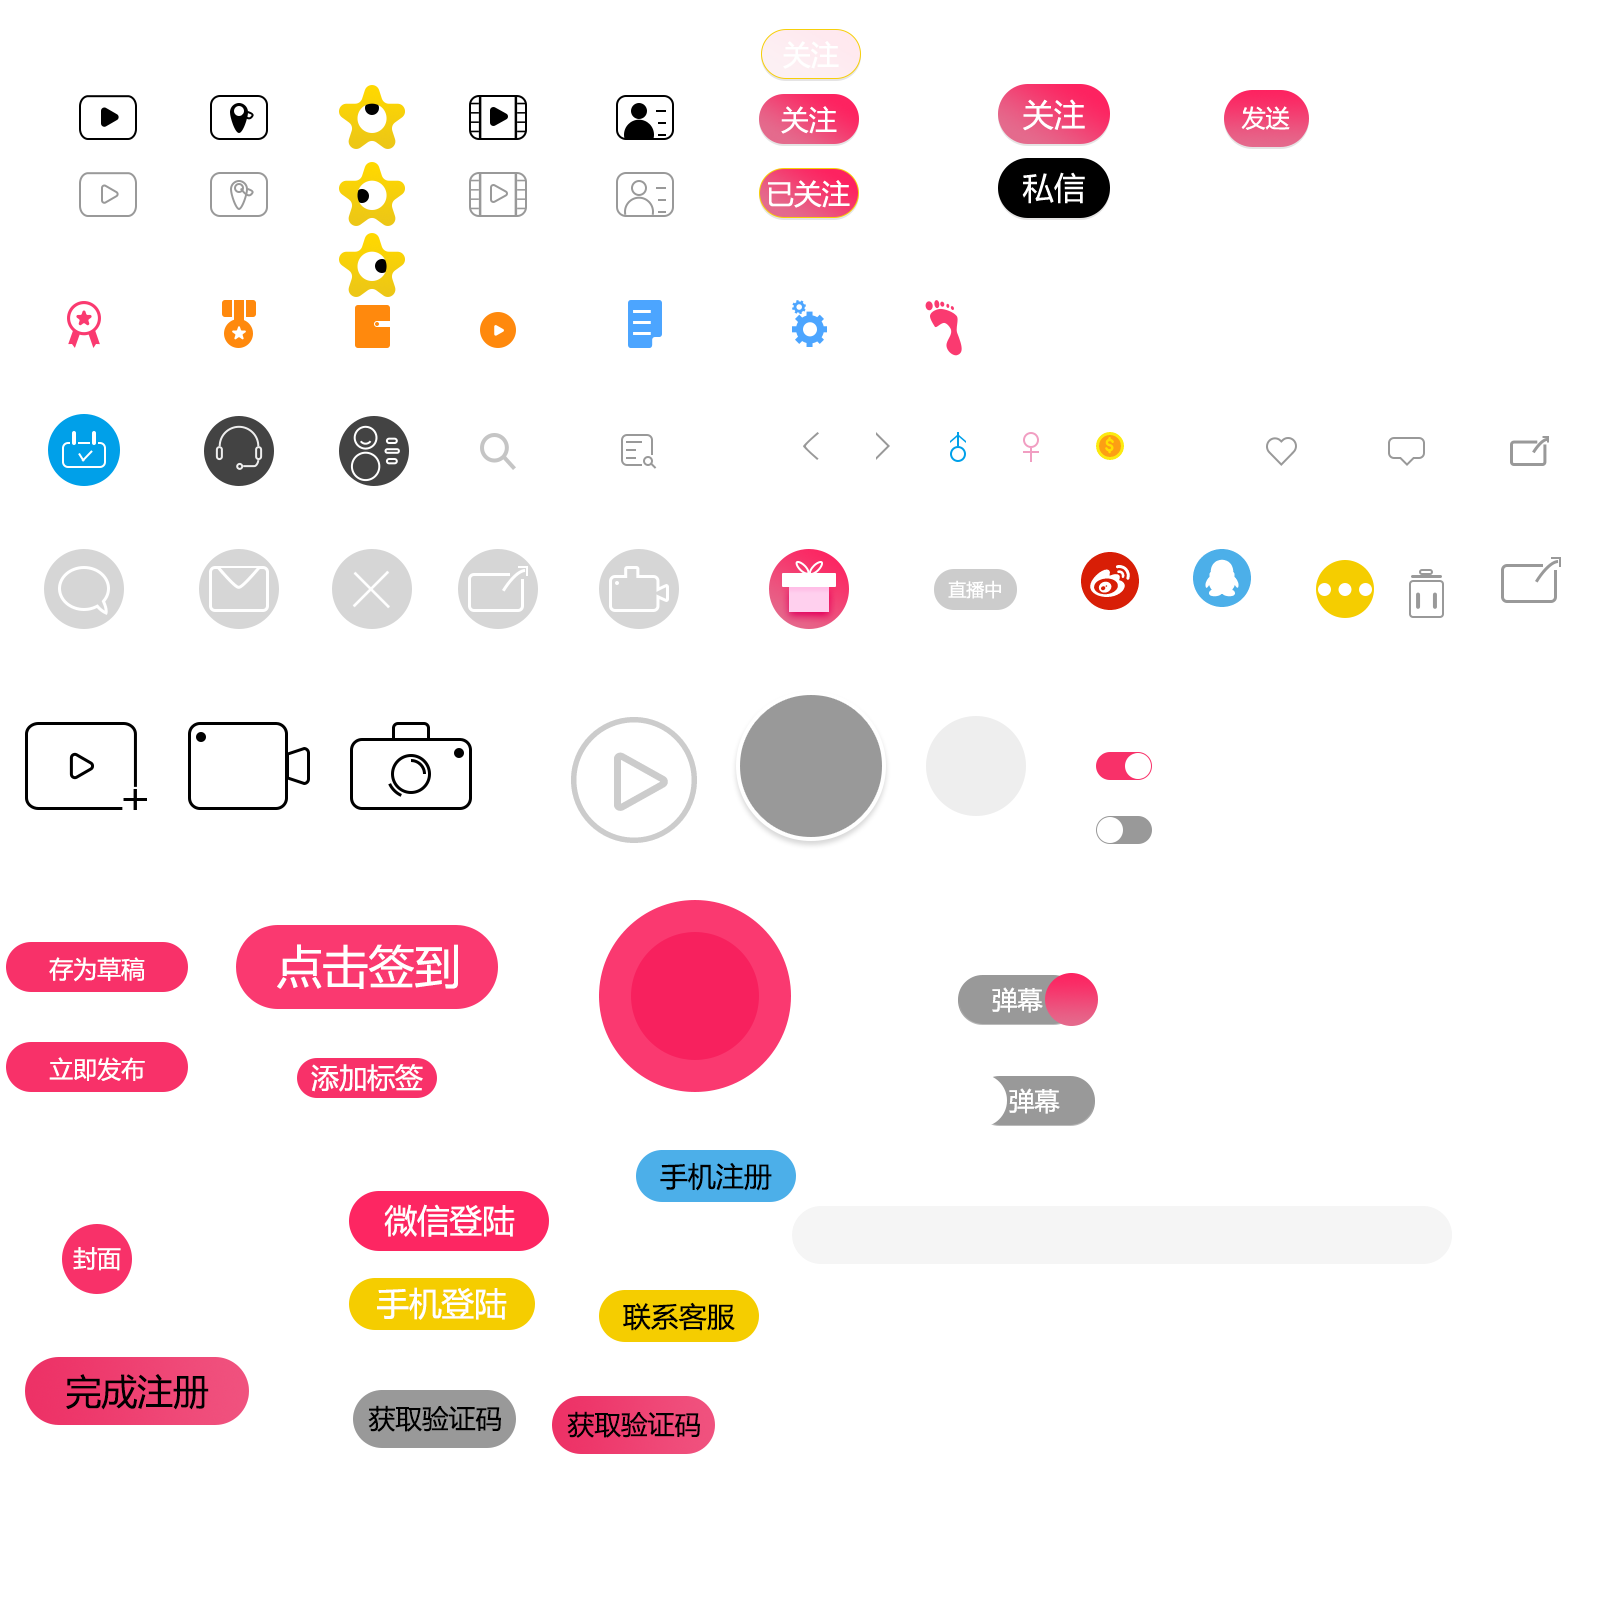 关注
关注
关注
发送
已关注
私信
直播中
存为草稿
点击签到
弹幕
立即发布
添加标签
弹幕
手机注册
微信登陆
封面
手机登陆
联系客服
完成注册
获取验证码
获取验证码